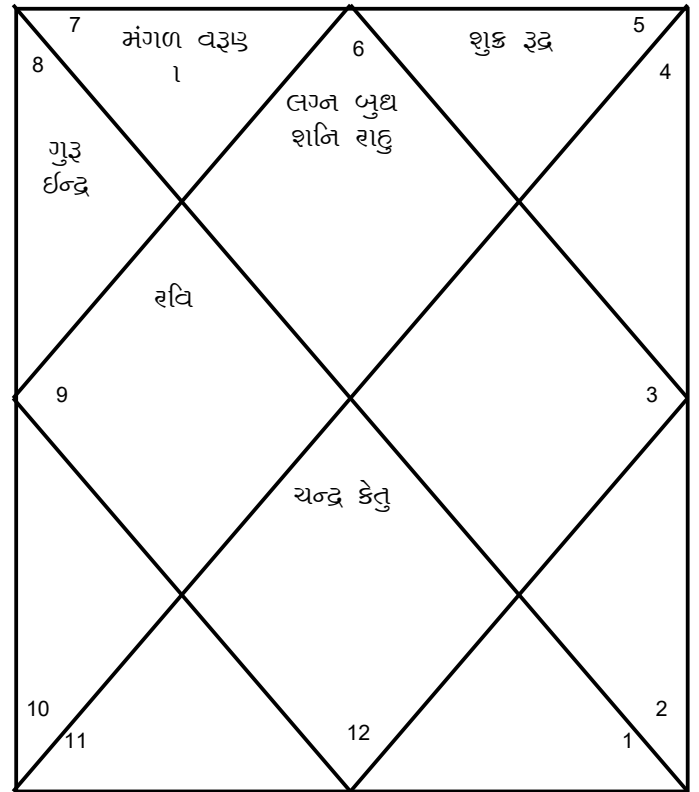 7
મંગળ વરૂણ
ા
6
શુક્ર રૂદ્ર
5
8
4
લગ્ન બુધ
શનિ રાહુ
ગુરૂ
ઈન્દ્ર
રવિ
9
3
ચન્દ્ર કેતુ
10
11
12
1
2